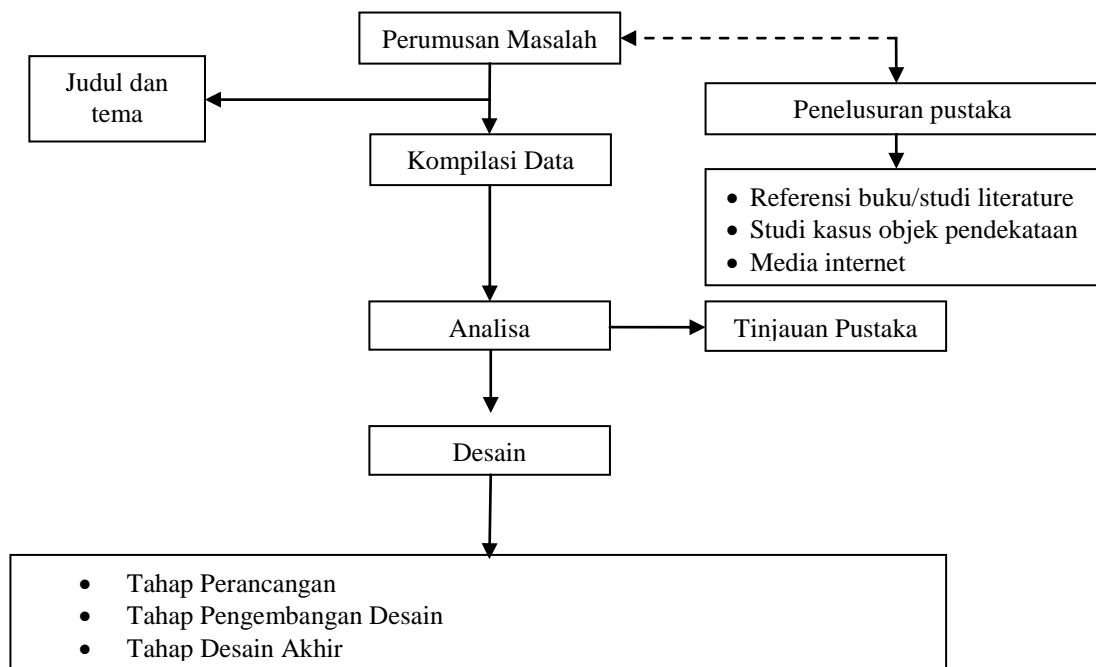 Perumusan Masalah
Judul dan
tema
Penelusuran pustaka
Kompilasi Data
• Referensi buku/studi literature
• Studi kasus objek pendekataan
• Media internet
Analisa
Tinjauan Pustaka
Desain
• Tahap Perancangan
• Tahap Pengembangan Desain
• Tahap Desain Akhir